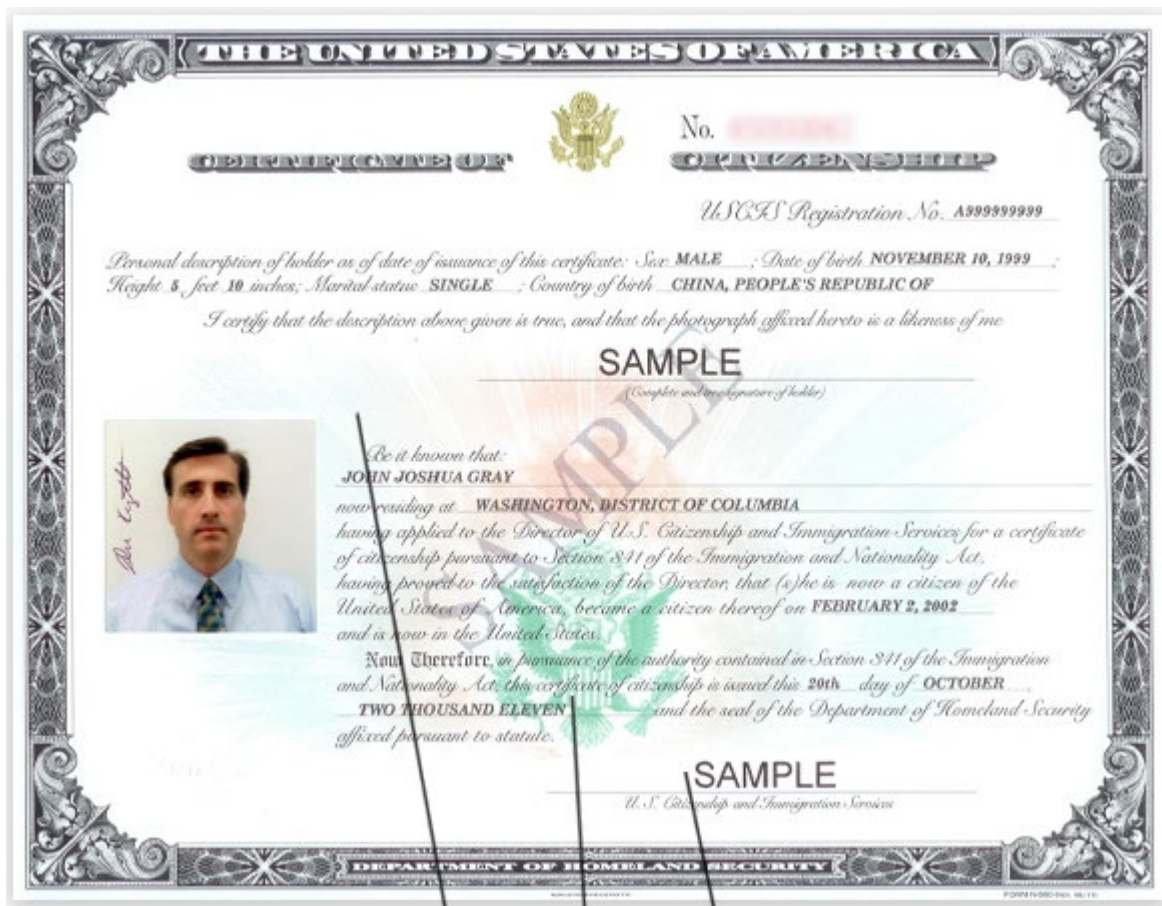 THE UNITED STATES OF AMERICA
No.
CERTIFICATE OF CITIZENSHIP
USCIS Registration No. A999999999
Personal description of holder as of date of issuance of this certificate: Sex MALE ; Date of birth NOVEMBER 10, 1999 ;
Height 5 feet 10 inches; Marital status SINGLE ; Country of birth CHINA, PEOPLE'S REPUBLIC OF
I certify that the description above given is true, and that the photograph affixed hereto is a likeness of me
SAMPLE
(Complete and true signature of holder)
SAMPLE
Be it known that:
JOHN JOSHUA GRAY
now residing at WASHINGTON, DISTRICT OF COLUMBIA
having applied to the Director of U.S. Citizenship and Immigration Services for a certificate
of citizenship pursuant to Section 341 of the Immigration and Nationality Act,
having proved to the satisfaction of the Director, that (s)he is now a citizen of the
United States of America, became a citizen thereof on FEBRUARY 2, 2002
and is now in the United States.
Now Therefore, in pursuance of the authority contained in Section 341 of the Immigration
and Nationality Act, this certificate of citizenship is issued this 20th day of OCTOBER ,
TWO THOUSAND ELEVEN and the seal of the Department of Homeland Security
affixed pursuant to statute.
SAMPLE
U. S. Citizenship and Immigration Services
DEPARTMENT OF HOMELAND SECURITY